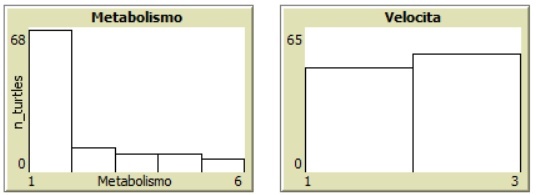 Metabolismo
68
n_turtles
0
1 Metabolismo 6
Velocita
65
0
1 3